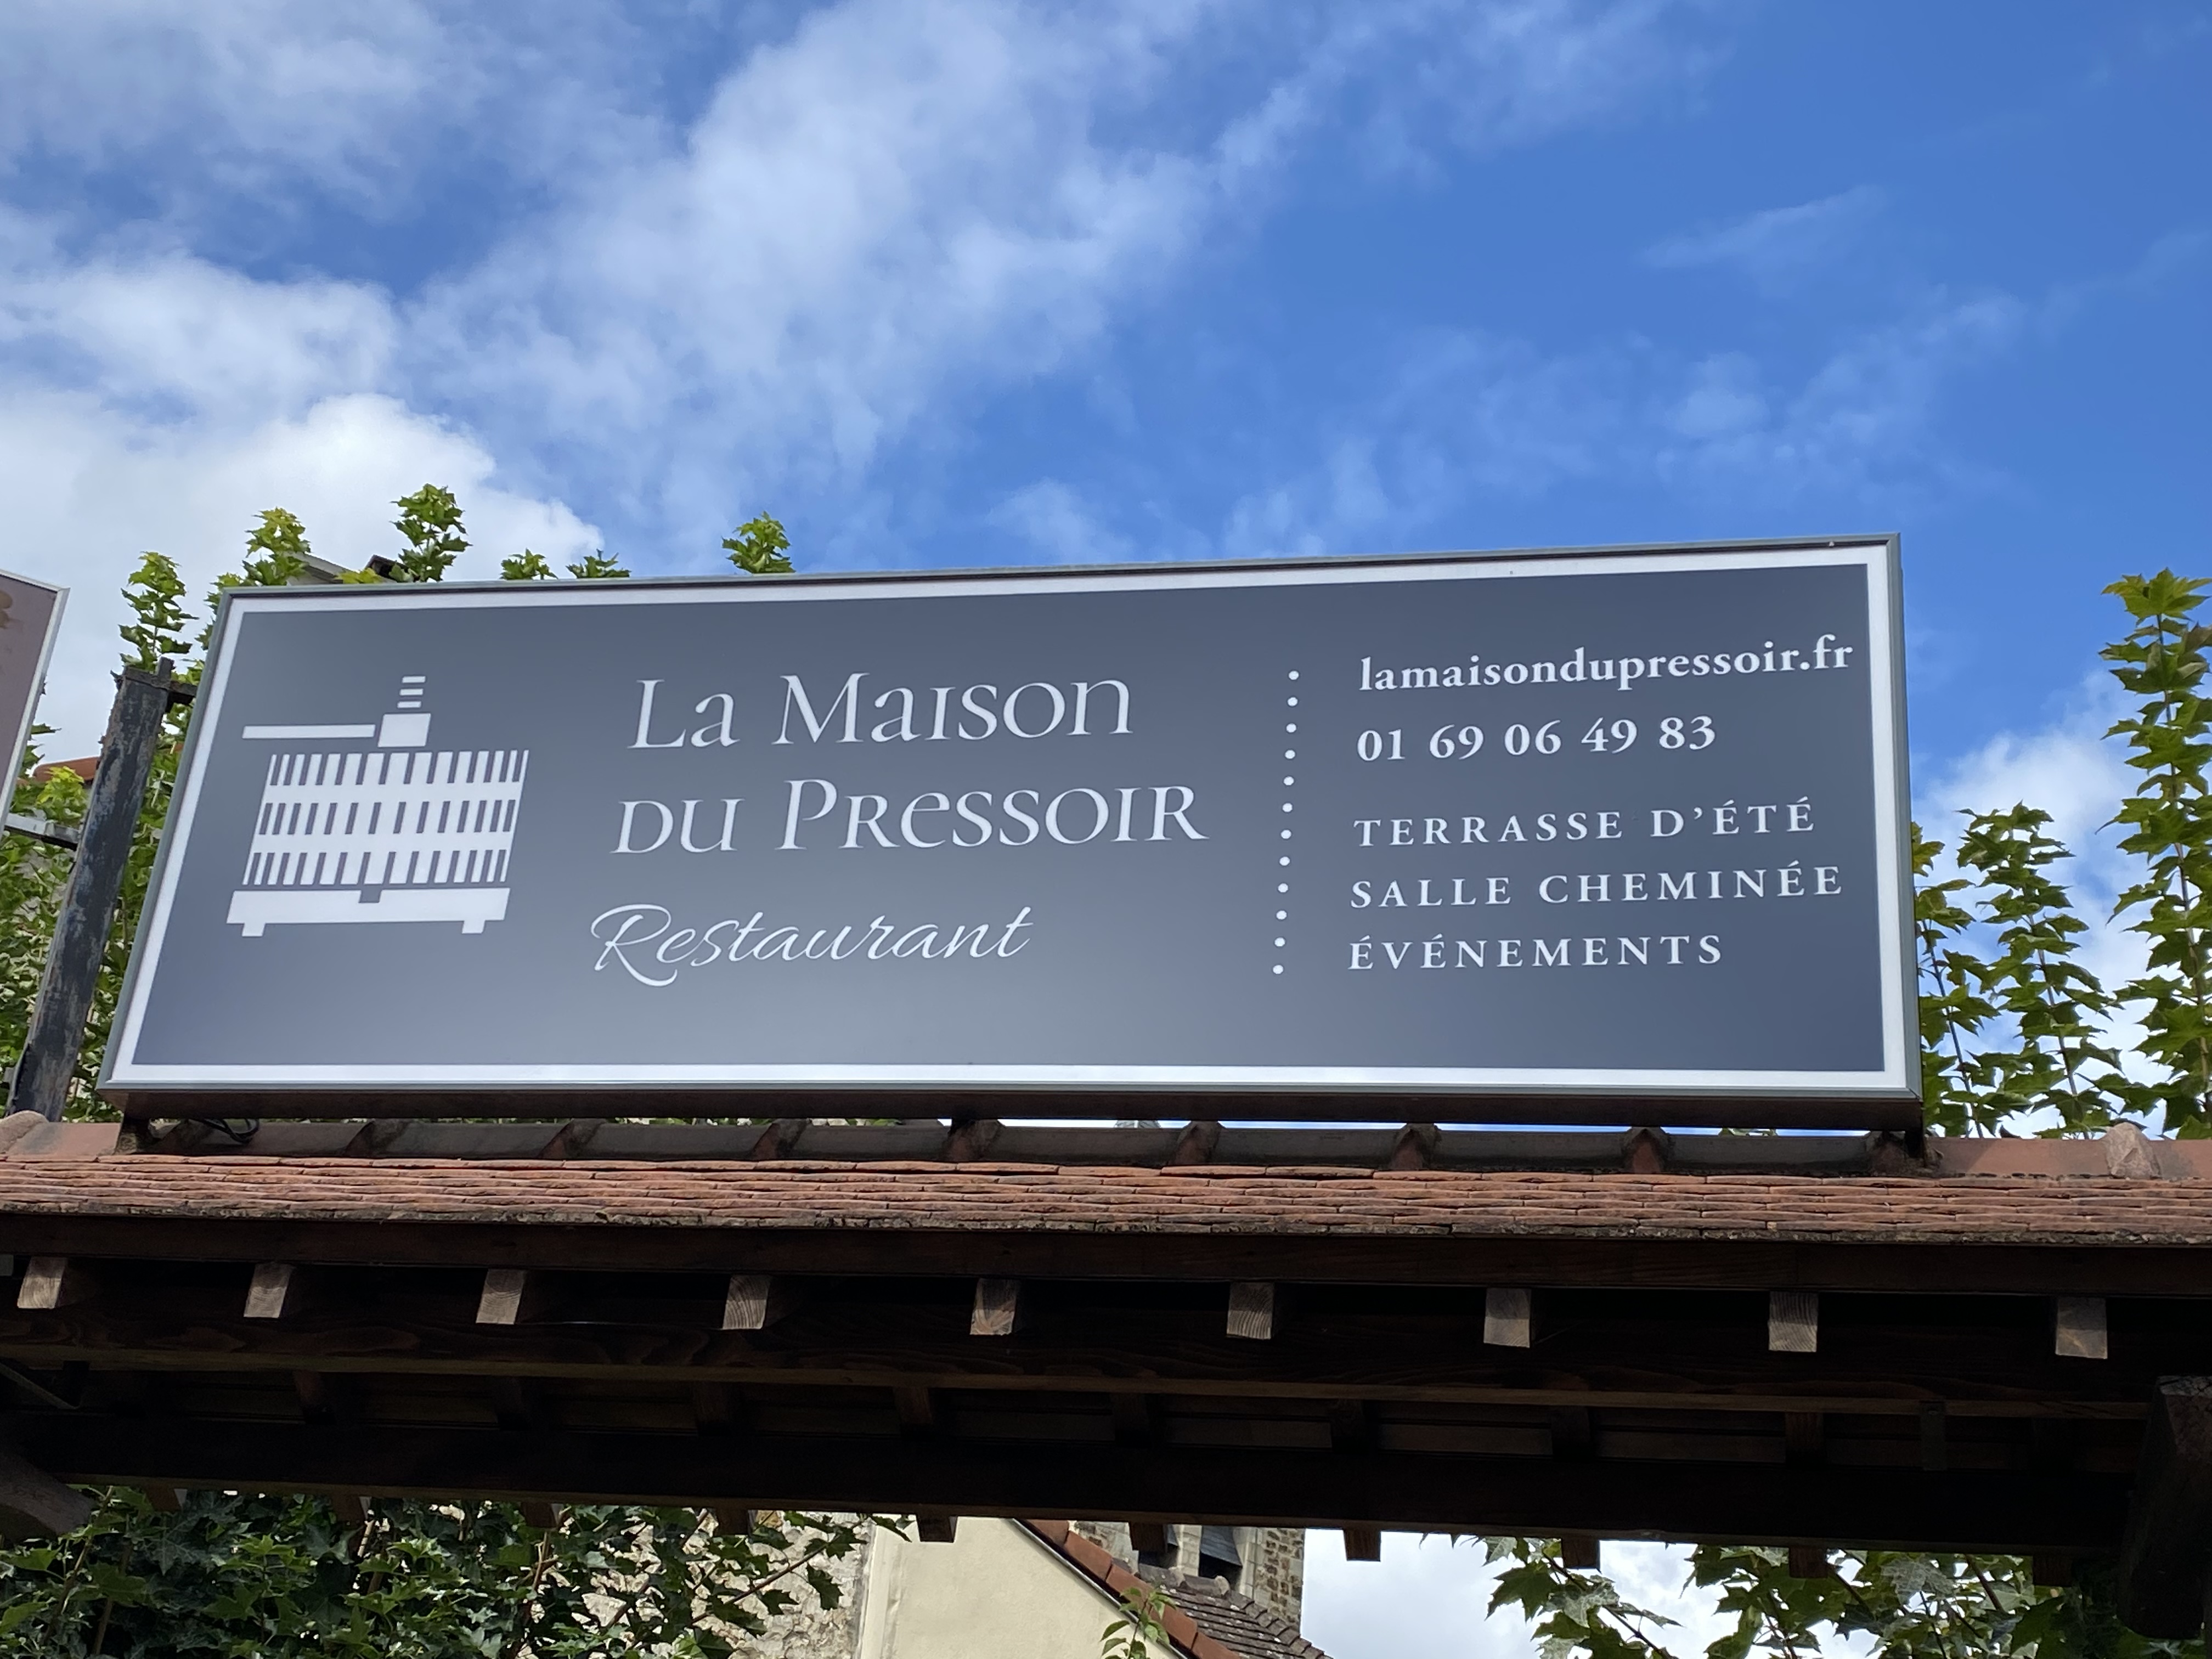 La Maison
du Pressoir
Restaurant
lamaisondupressoir.fr
01 69 06 49 83
TERRASSE D'ÉTÉ
SALLE CHEMINÉE
ÉVÉNEMENTS